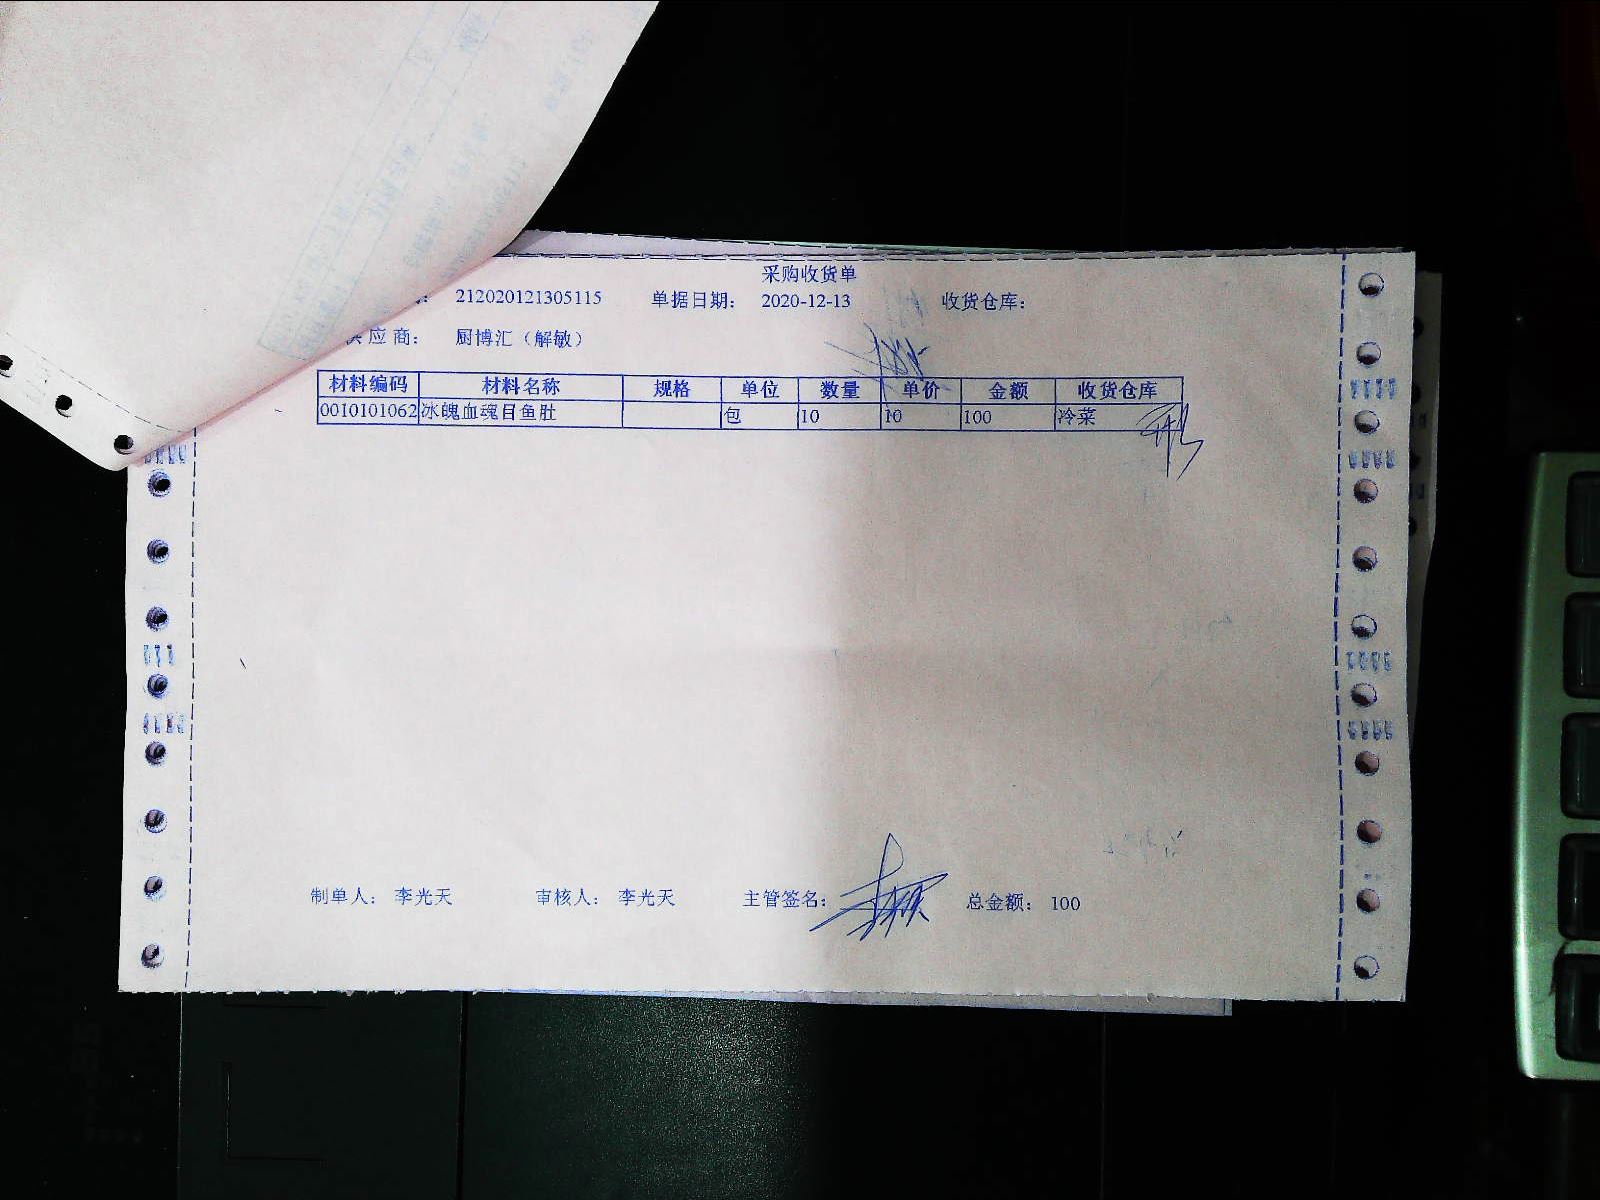 采购收货单
212020121305115 单据日期： 2020-12-13 收货仓库：
应商： 厨博汇（解敏）
材料编码 材料名称 规格 单位 数量 单价 金额 收货仓库
0010101062 冰魄血魂目鱼肚 包 10 10 100 冷菜
制单人： 李光天 审核人： 李光天 主管签名： 总金额： 100